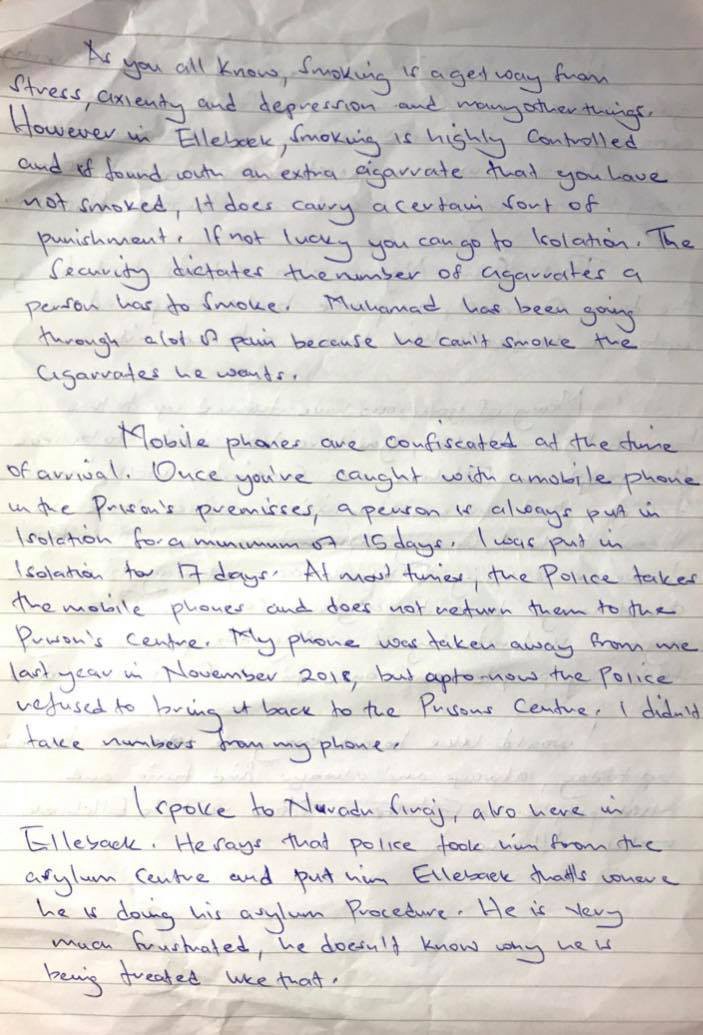 As you all know, smoking is a get way from
stress, axienty and depression and many other things.
However in Ellebaek, smoking is highly controlled
and if found with an extra cigarrate that you have
not smoked, it does carry a certain sort of
punishment. If not lucky you can go to Isolation. The
Security dictates the number of cigarrates a
person has to smoke. Muhamad has been going
through a lot of pain because he can't smoke the
cigarrates he wants.
Mobile phones are confiscated at the time
of arrival. Once you've caught with a mobile phone
in the Prison's premisses, a person is always put in
Isolation for a minimum of 15 days. I was put in
Isolation for 17 days. At most times, the Police takes
the mobile phones and does not return them to the
Prison's Centre. My phone was taken away from me
last year in November 2018, but apto-now the Police
refused to bring it back to the Prisons Centre. I didn't
take numbers from my phone.
I spoke to Nuradu Siraj, also here in
Ellebaek. He says that police took him from the
asylum centre and put him Ellebaek that's where
he is doing his asylum Procedure. He is very
much frustrated, he doesn't know why he is
being treated like that.